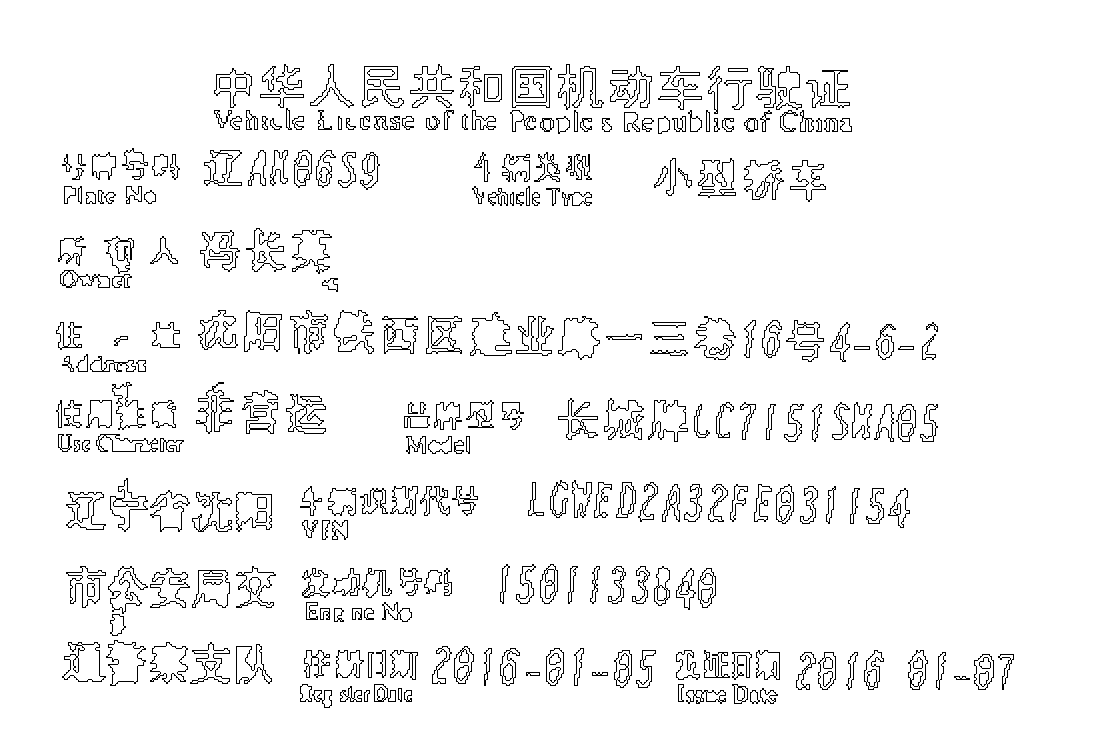 中华人民共和国机动车行驶证
Vehicle License of the People's Republic of China
号牌号码 辽AH06S9 车辆类型 小型轿车
Plate No Vehicle Type
所有人 冯长英
Owner
住 址 沈阳市铁西区建业路一三巷16号4-6-2
Address
使用性质 非营运 品牌型号 长城牌CC7151SMA05
Use Character Model
辽宁省沈阳 车辆识别代号 LGWED2A32FE031154
VIN
市公安局交 发动机号码 1501133840
Engine No
通警察支队 注册日期 2016-01-05 发证日期 2016 01-07
Register Date Issue Date